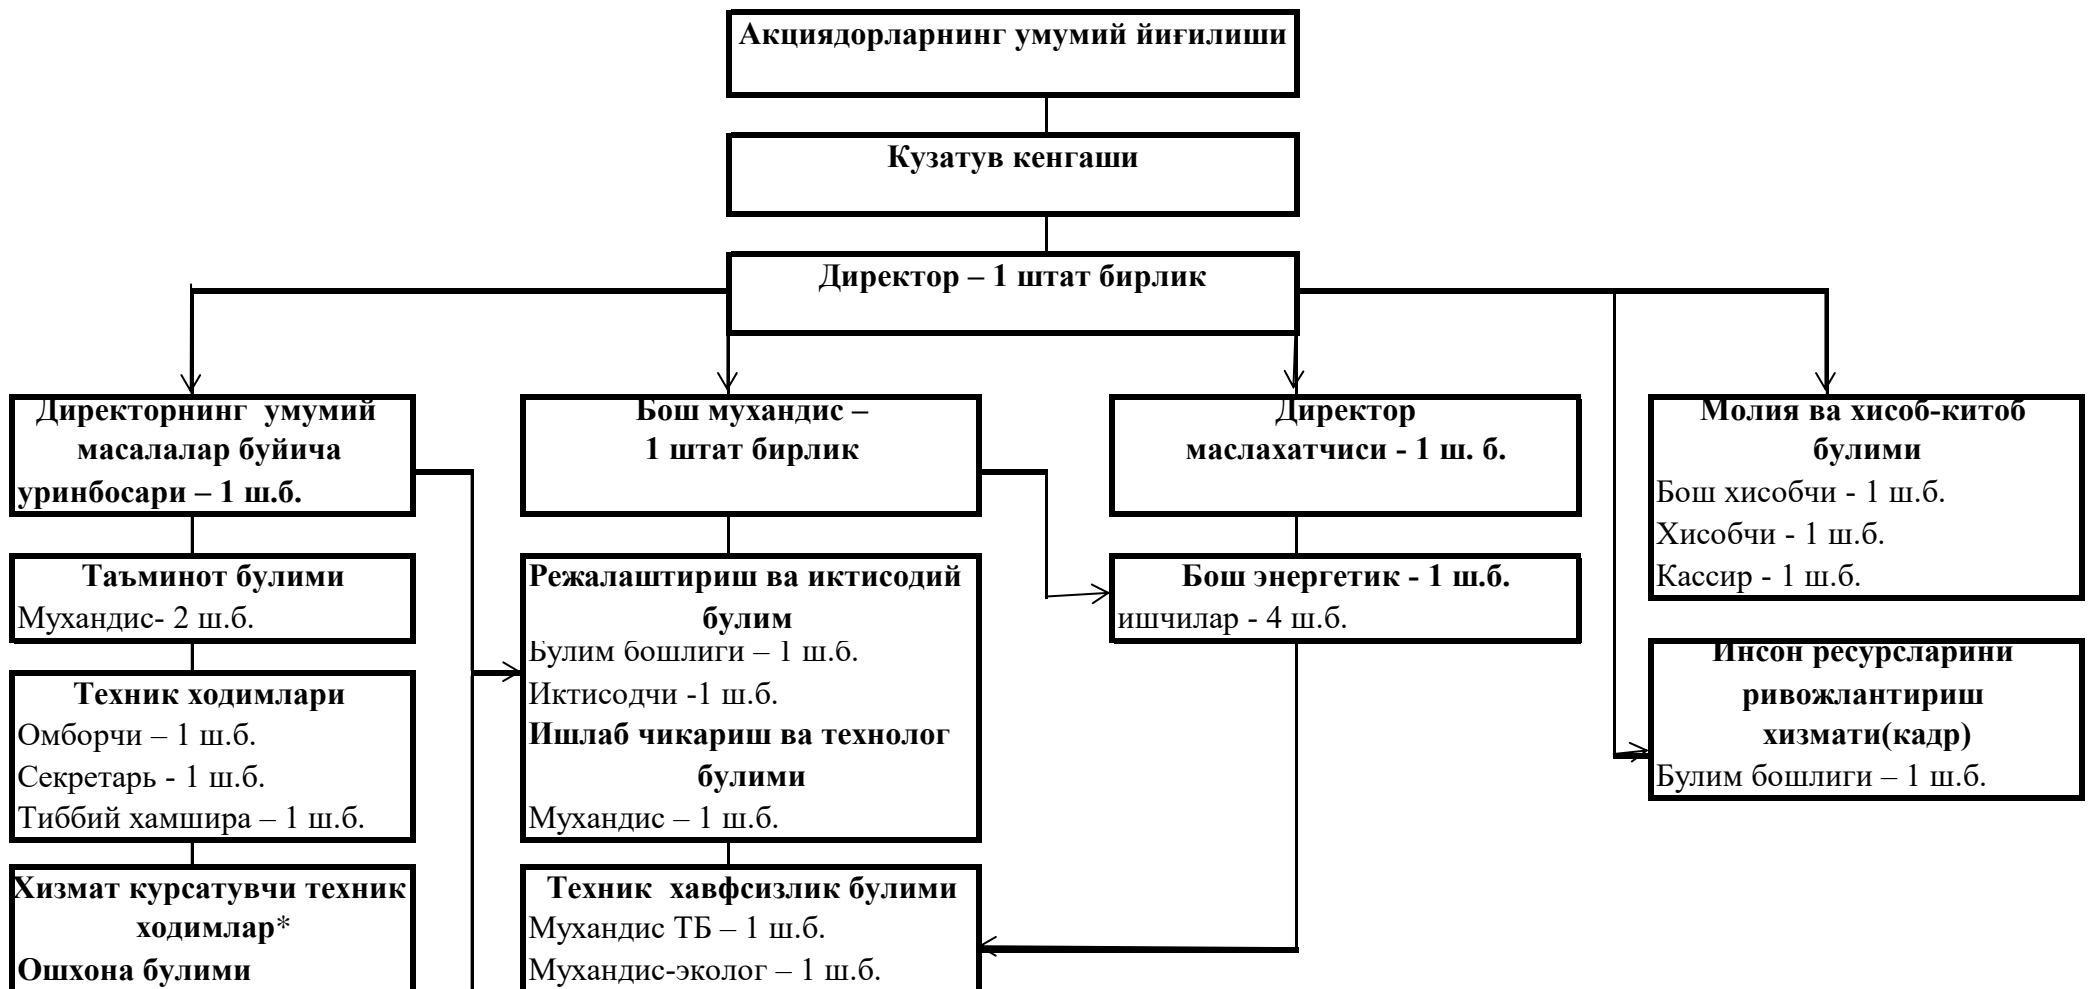 Акциядорларнинг умумий йиғилиши
Кузатув кенгаши
Директор – 1 штат бирлик
Директорнинг умумий
масалалар буйича
уринбосари – 1 ш.б.
Бош мухандис –
1 штат бирлик
Директор
маслахатчиси - 1 ш. б.
Молия ва хисоб-китоб
булими
Бош хисобчи - 1 ш.б.
Хисобчи - 1 ш.б.
Кассир - 1 ш.б.
Таъминот булими
Мухандис- 2 ш.б.
Режалаштириш ва иктисодий
булим
Булим бошлиги – 1 ш.б.
Иктисодчи -1 ш.б.
Ишлаб чикариш ва технолог
булими
Мухандис – 1 ш.б.
Бош энергетик - 1 ш.б.
ишчилар - 4 ш.б.
Инсон ресурсларини
ривожлантириш
хизмати(кадр)
Булим бошлиги – 1 ш.б.
Техник ходимлари
Омборчи – 1 ш.б.
Секретарь - 1 ш.б.
Тиббий хамшира – 1 ш.б.
Хизмат курсатувчи техник
ходимлар*
Ошхона булими
Техник хавфсизлик булими
Мухандис ТБ – 1 ш.б.
Мухандис-эколог – 1 ш.б.